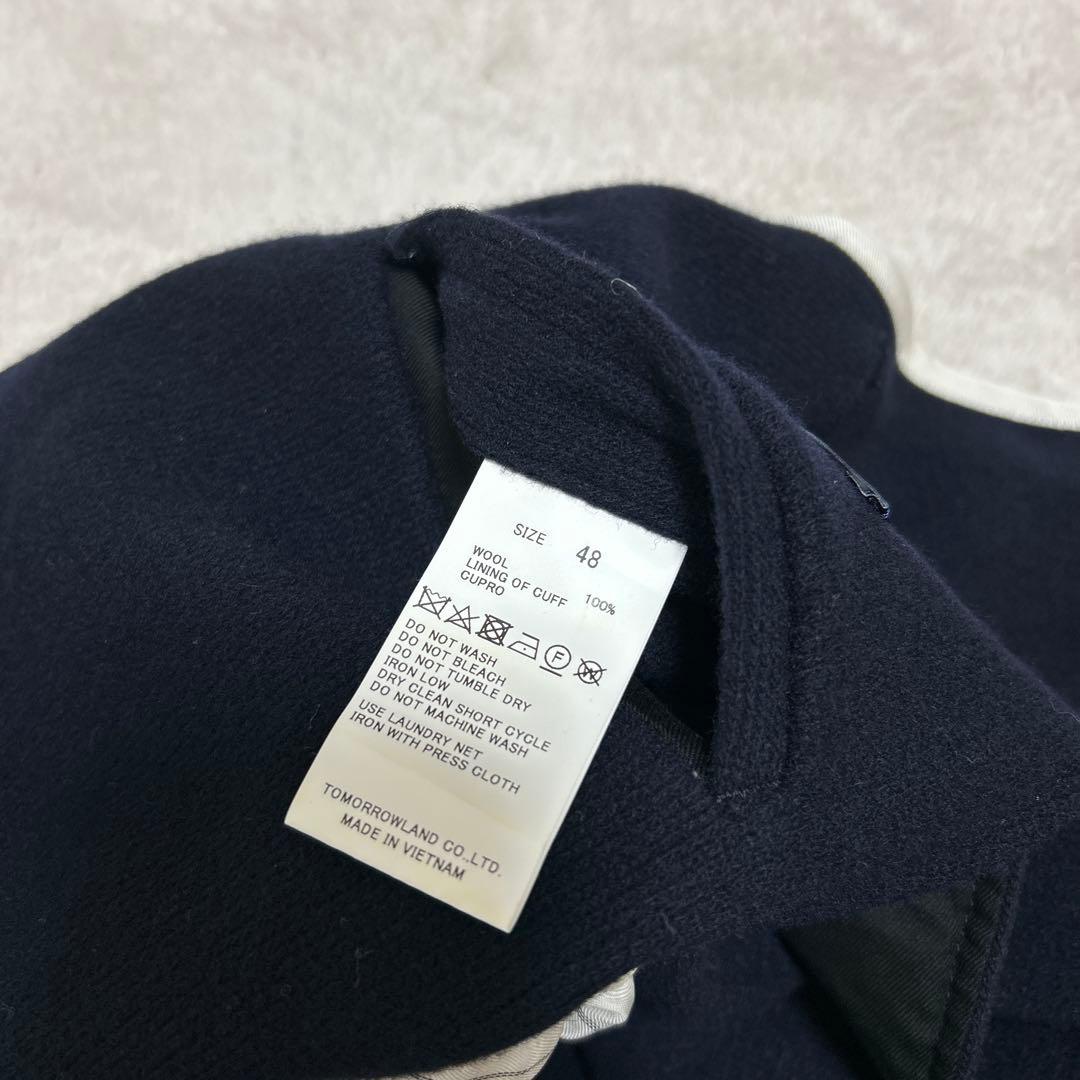 SIZE 48
WOOL
LINING OF CUFF 100%
CUPRO
DO NOT WASH
DO NOT BLEACH
DO NOT TUMBLE DRY
IRON LOW
DRY CLEAN SHORT CYCLE
DO NOT MACHINE WASH
USE LAUNDRY NET
IRON WITH PRESS CLOTH
TOMORROWLAND CO.,LTD.
MADE IN VIETNAM